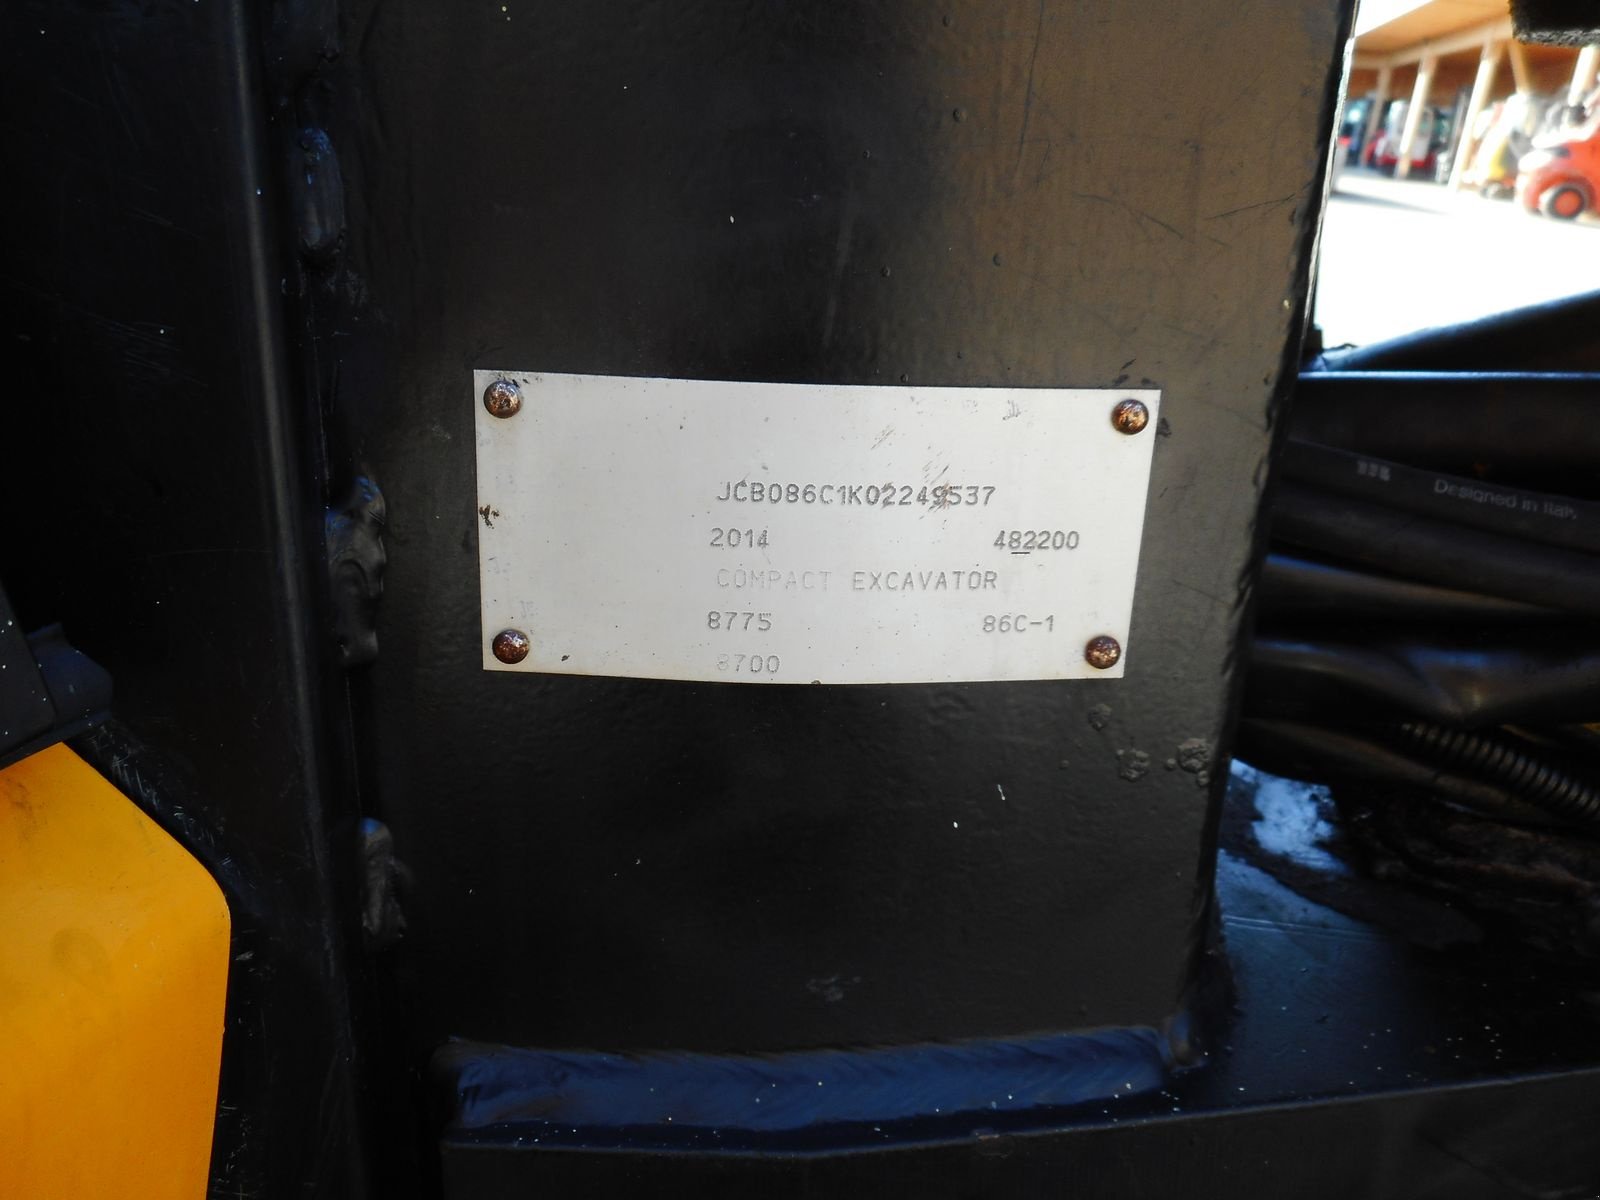 JCB086C1K02249537
2014 482200
COMPACT EXCAVATOR
8775 86C-1
8700
Designed in Italy